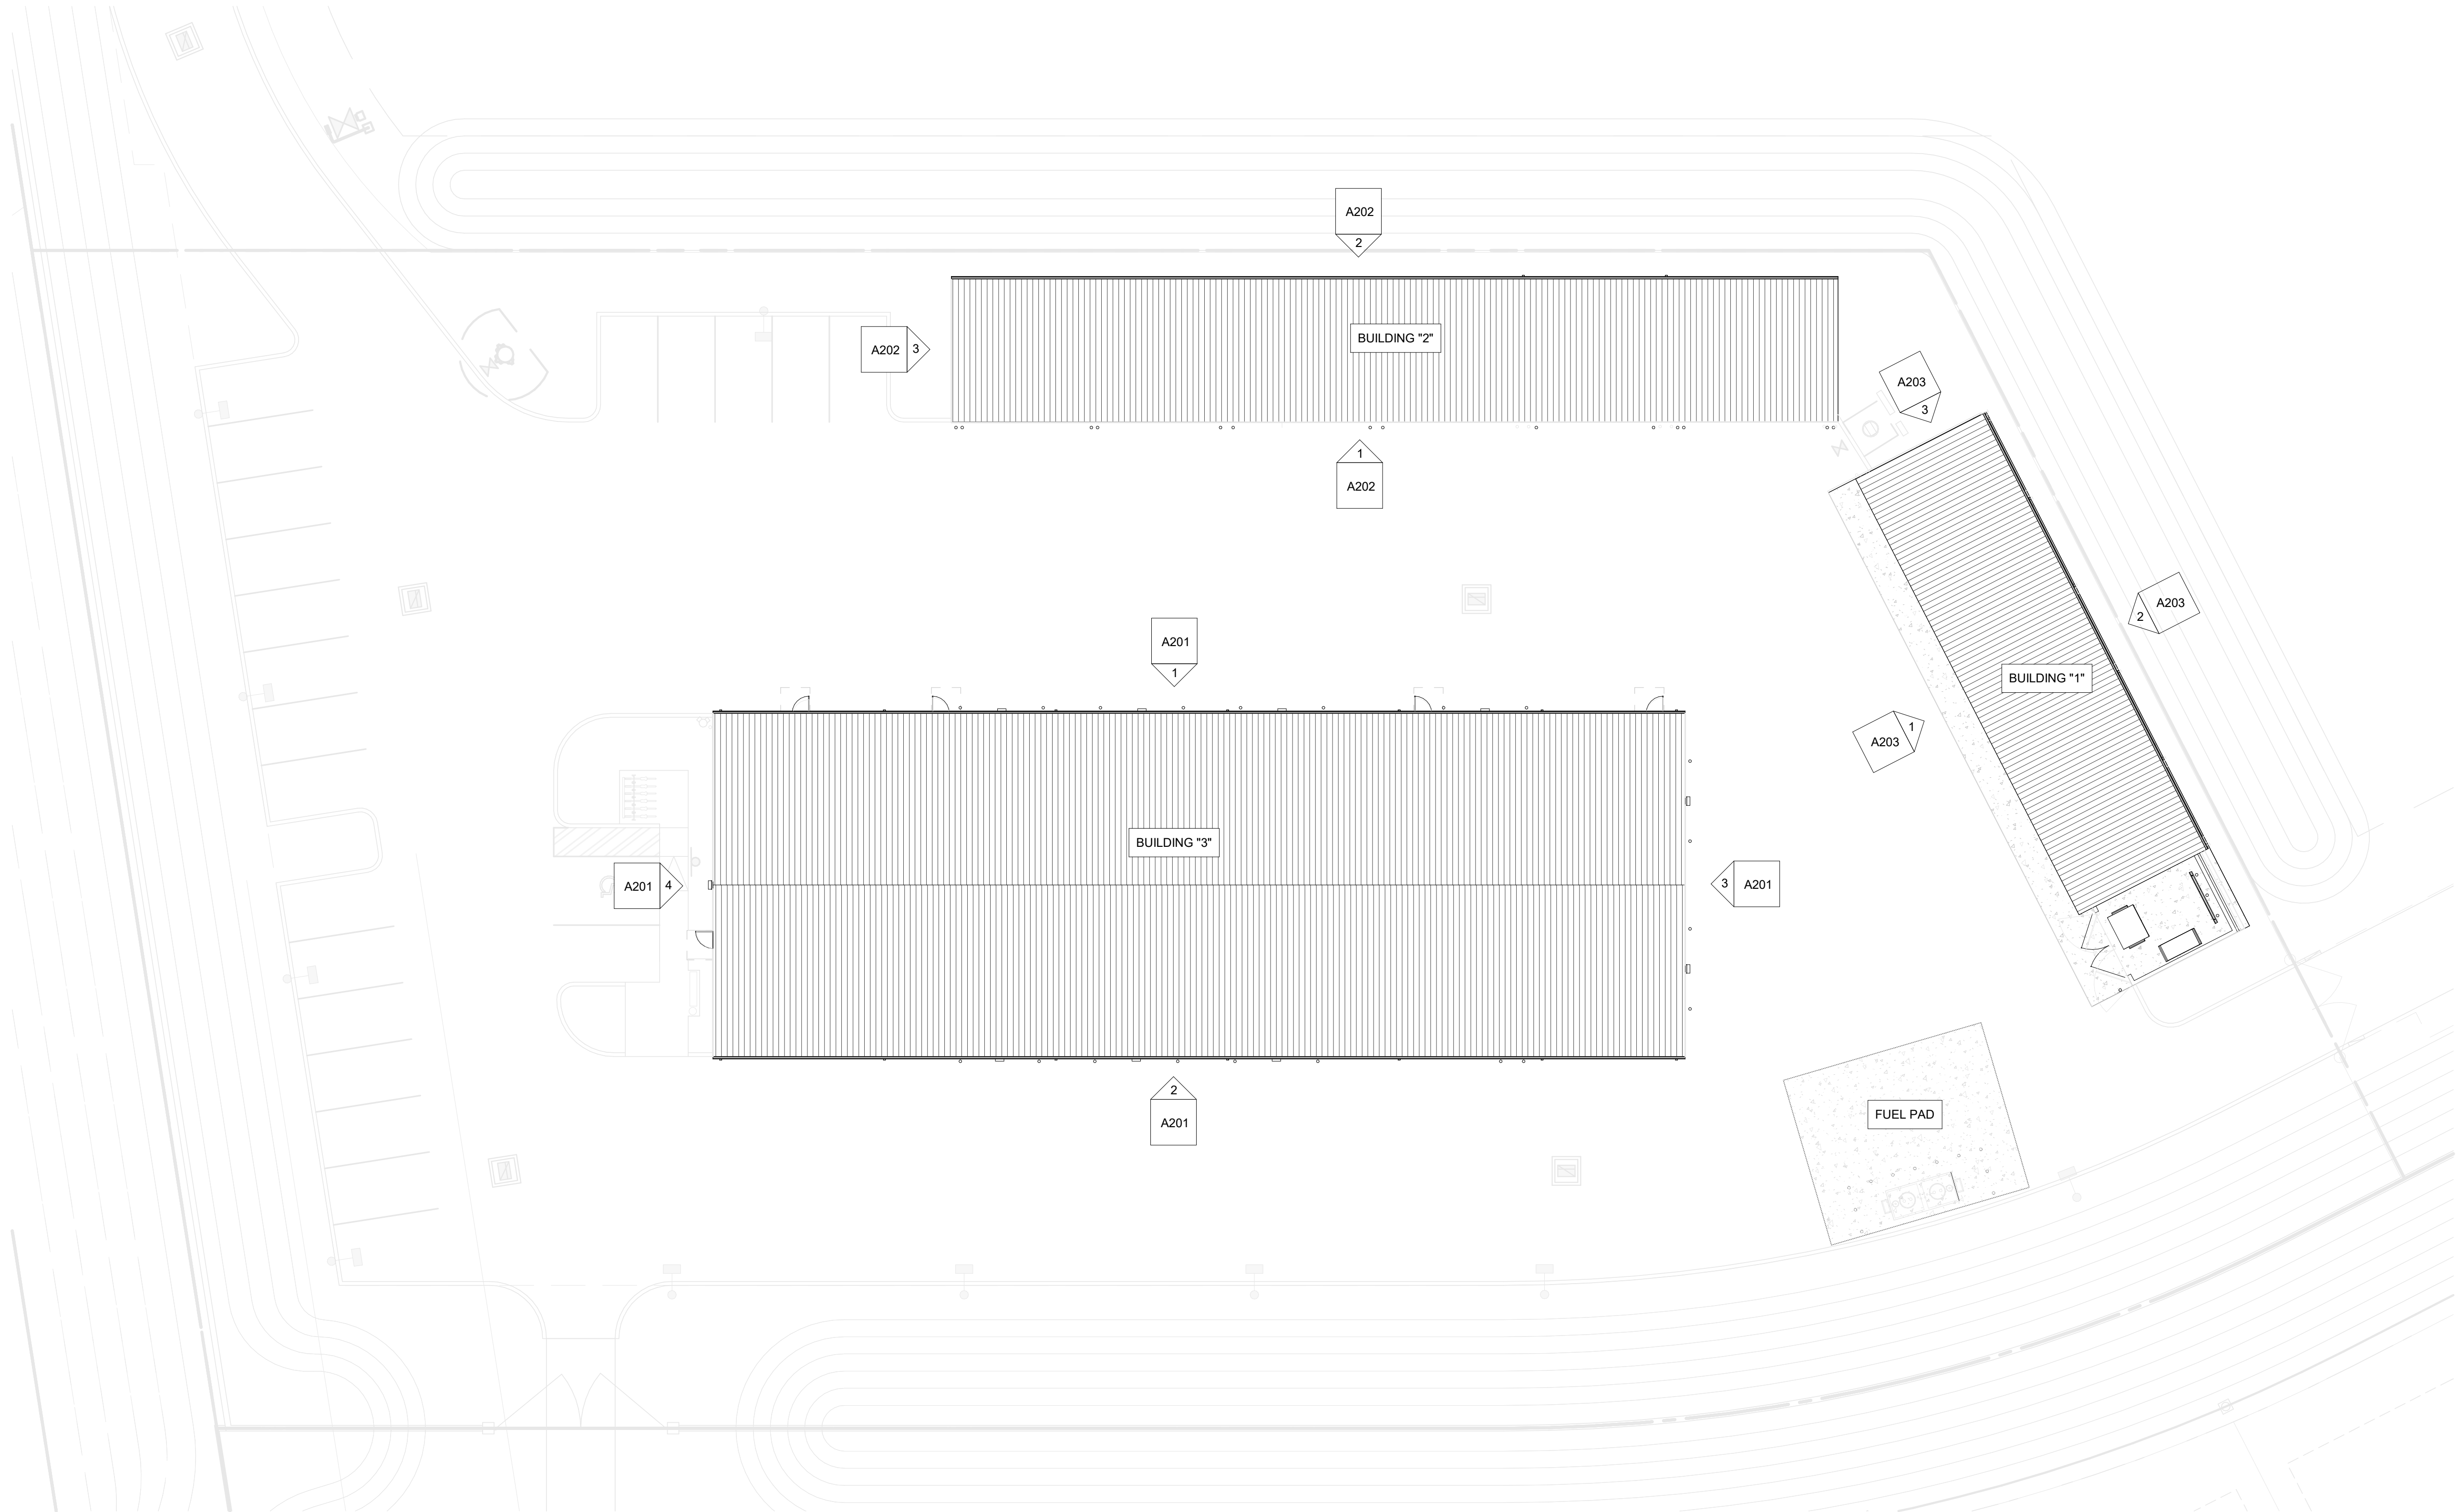 A202
2
BUILDING "2"
A202
3
A203
3
1
A202
A203
2
A201
1
BUILDING "1"
1
A203
BUILDING "3"
A201
4
3
A201
2
A201
FUEL PAD